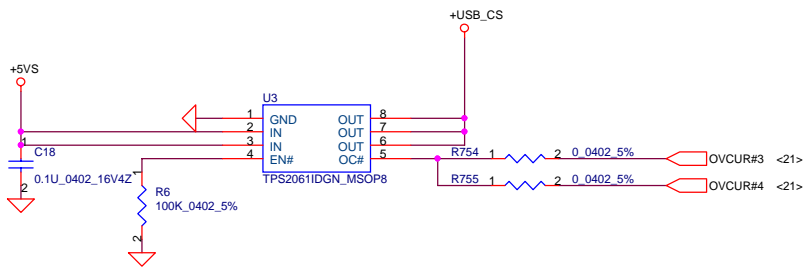 +USB_CS
+5VS
U3
1 GND OUT 8
2 IN OUT 7
3 IN OUT 6
4 EN# OC# 5
TPS2061IDGN_MSOP8
1
C18
0.1U_0402_16V4Z
2
1
R6
100K_0402_5%
2
R754 1 2 0_0402_5% OVCUR#3 <21>
R755 1 2 0_0402_5% OVCUR#4 <21>